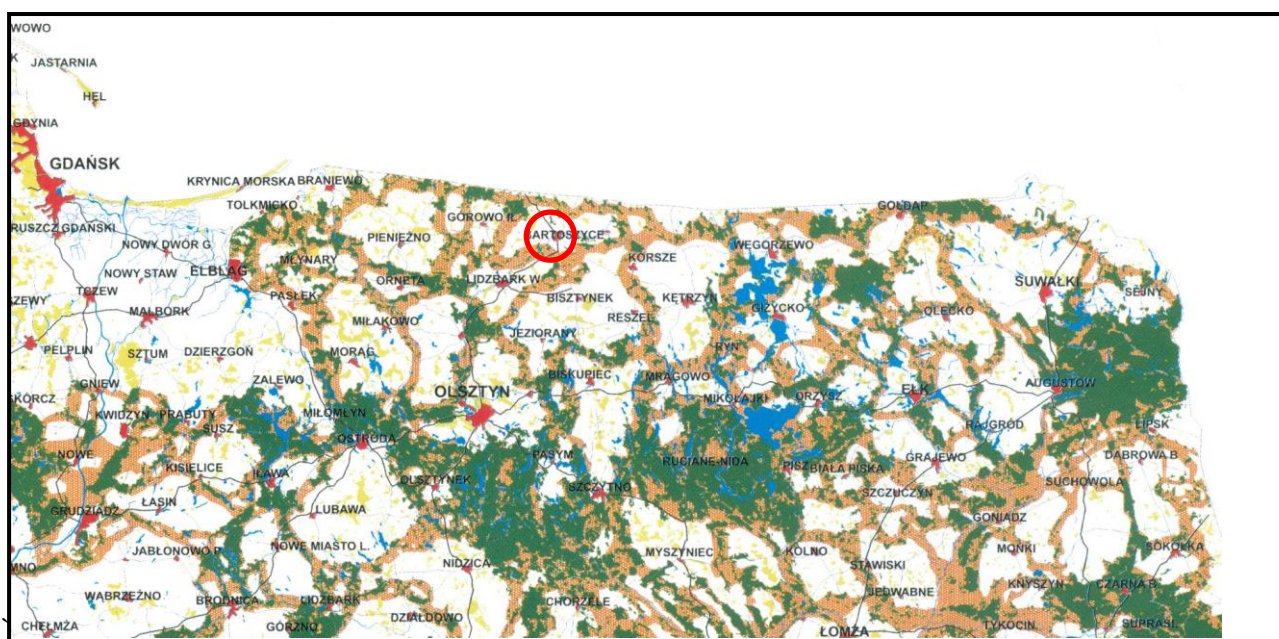 WOWO
K
JASTARNIA
HEL
GDYNIA
GDAŃSK
KRYNICA MORSKA
BRANIEWO
TOLKMICKO
GÓROWO IŁ.
GOŁDAP
RUSZCZ GDAŃSKI
NOWY DWÓR G.
PIENIĘŻNO
BARTOSZYCE
WĘGORZEWO
MŁYNARY
KORSZE
NOWY STAW
ELBLĄG
ORNETA
LIDZBARK W.
SUWAŁKI
SEJNY
SZEWY
TCZEW
PASŁĘK
BISZTYNEK
KĘTRZYN
GIŻYCKO
MALBORK
MIŁAKOWO
RESZEL
OLECKO
JEZIORANY
PELPLIN
SZTUM
DZIERZGOŃ
MORĄG
RYN
GNIEW
ZALEWO
BISKUPIEC
MRĄGOWO
EŁK
AUGUSTÓW
SKÓRCZ
OLSZTYN
MIKOŁAJKI
ORZYSZ
KWIDZYN
PRABUTY
MIŁOMŁYN
SUSZ
RAJGRÓD
LIPSK
OSTRÓDA
NOWE
PASYM
GRAJEWO
DĄBROWA B.
KISIELICE
IŁAWA
RUCIANE-NIDA
PISZ
BIAŁA PISKA
OLSZTYNEK
SZCZYTNO
SUCHOWOLA
ŁASIN
SZCZUCZYN
GRUDZIĄDZ
LUBAWA
GONIĄDZ
JABŁONOWO P.
NOWE MIASTO L.
MYSZYNIEC
KOLNO
MOŃKI
SOKÓŁKA
MNO
NIDZICA
STAWISKI
WĄBRZEŹNO
BRODNICA
LIDZBARK
CHORZELE
JEDWABNE
KNYSZYN
CZARNA B.
CHEŁMŻA
GÓRZNO
DZIAŁDOWO
ŁOMŻA
TYKOCIN
SUPRAŚL